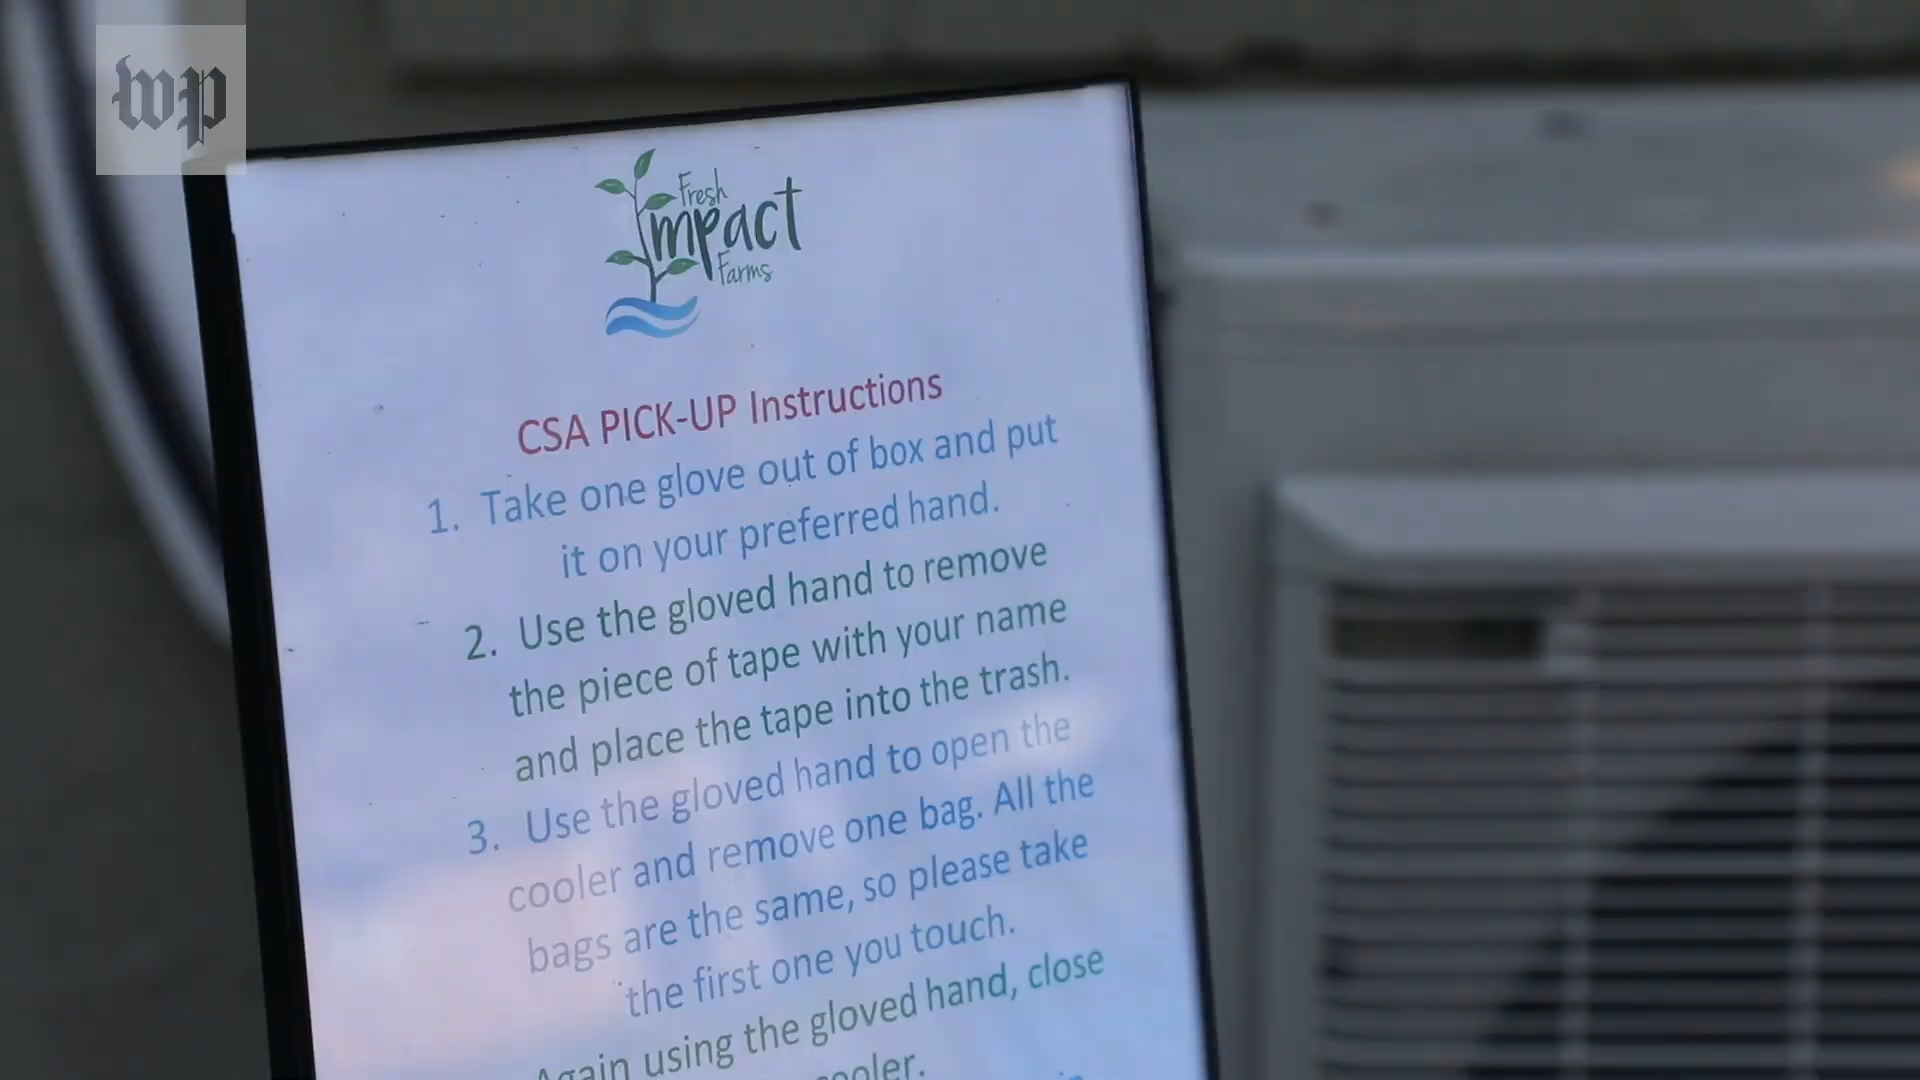 wp
Fresh
Impact
Farms
CSA PICK-UP Instructions
1. Take one glove out of box and put
it on your preferred hand.
2. Use the gloved hand to remove
the piece of tape with your name
and place the tape into the trash.
3. Use the gloved hand to open the
cooler and remove one bag. All the
bags are the same, so please take
the first one you touch.
Again using the gloved hand, close
cooler.